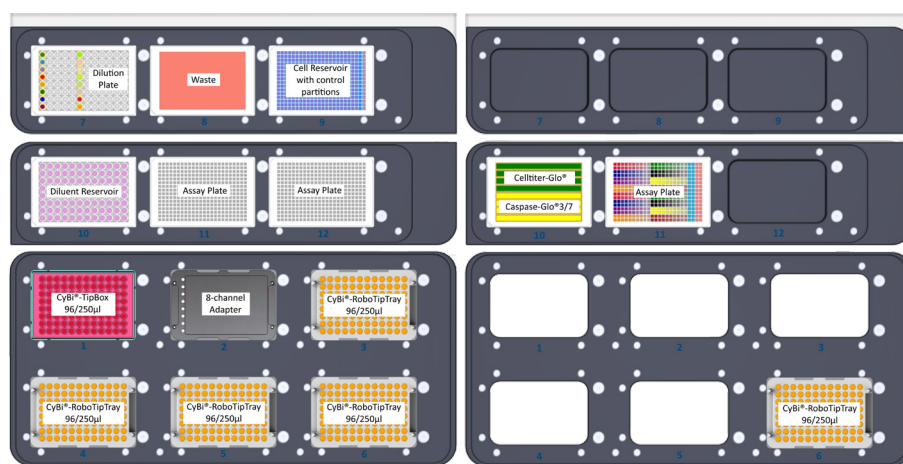 Dilution
Plate
Waste
Cell Reservoir
with control
partitions
7
8
9
7
8
9
Diluent Reservoir
Assay Plate
Assay Plate
Celltiter-Glo®
Caspase-Glo®3/7
Assay Plate
10
11
12
10
11
12
CyBi®-TipBox
96/250µl
8-channel
Adapter
CyBi®-RoboTipTray
96/250µl
1
2
3
1
2
3
CyBi®-RoboTipTray
96/250µl
CyBi®-RoboTipTray
96/250µl
CyBi®-RoboTipTray
96/250µl
CyBi®-RoboTipTray
96/250µl
4
5
6
4
5
6